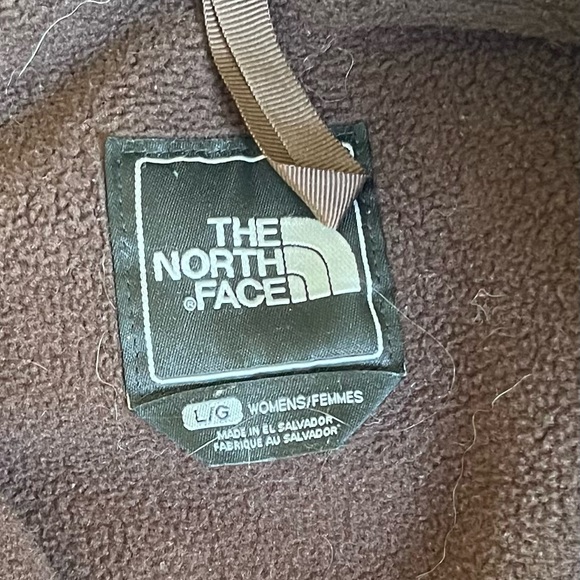 THE
NORTH
®FACE
L/G WOMENS/FEMMES
MADE IN EL SALVADOR
FABRIQUE AU SALVADOR